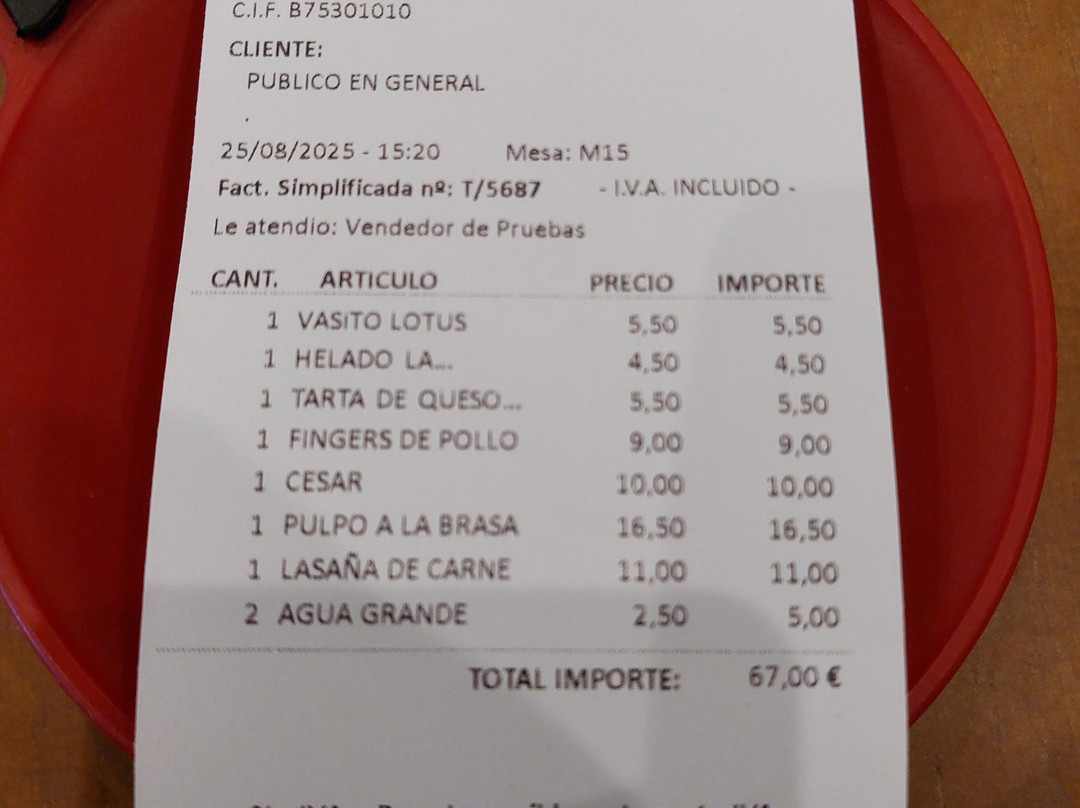 C.I.F. B75301010
CLIENTE:
PUBLICO EN GENERAL
.
25/08/2025 - 15:20 Mesa: M15
Fact. Simplificada nº: T/5687 - I.V.A. INCLUIDO -
Le atendio: Vendedor de Pruebas
CANT. ARTICULO PRECIO IMPORTE
1 VASITO LOTUS 5,50 5,50
1 HELADO LA... 4,50 4,50
1 TARTA DE QUESO... 5,50 5,50
1 FINGERS DE POLLO 9,00 9,00
1 CESAR 10,00 10,00
1 PULPO A LA BRASA 16,50 16,50
1 LASAÑA DE CARNE 11,00 11,00
2 AGUA GRANDE 2,50 5,00
TOTAL IMPORTE: 67,00 €